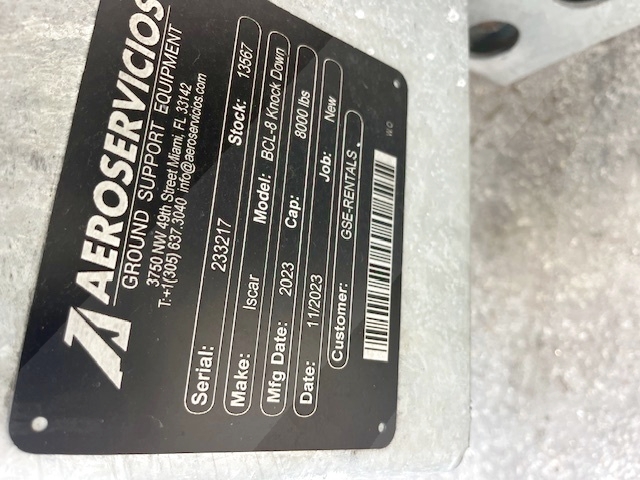 AEROSERVICIOS
GROUND SUPPORT EQUIPMENT
3750 NW 49th Street Miami, FL 33142
T:+1(305) 637.3040 info@aeroservicios.com
Serial: 233217 Stock: 13567
Make: Iscar Model: BCL-8 Knock Down
Mfg Date: 2023 Cap: 8000 lbs
Date: 11/2023 Job: New
Customer: GSE-RENTALS
WO